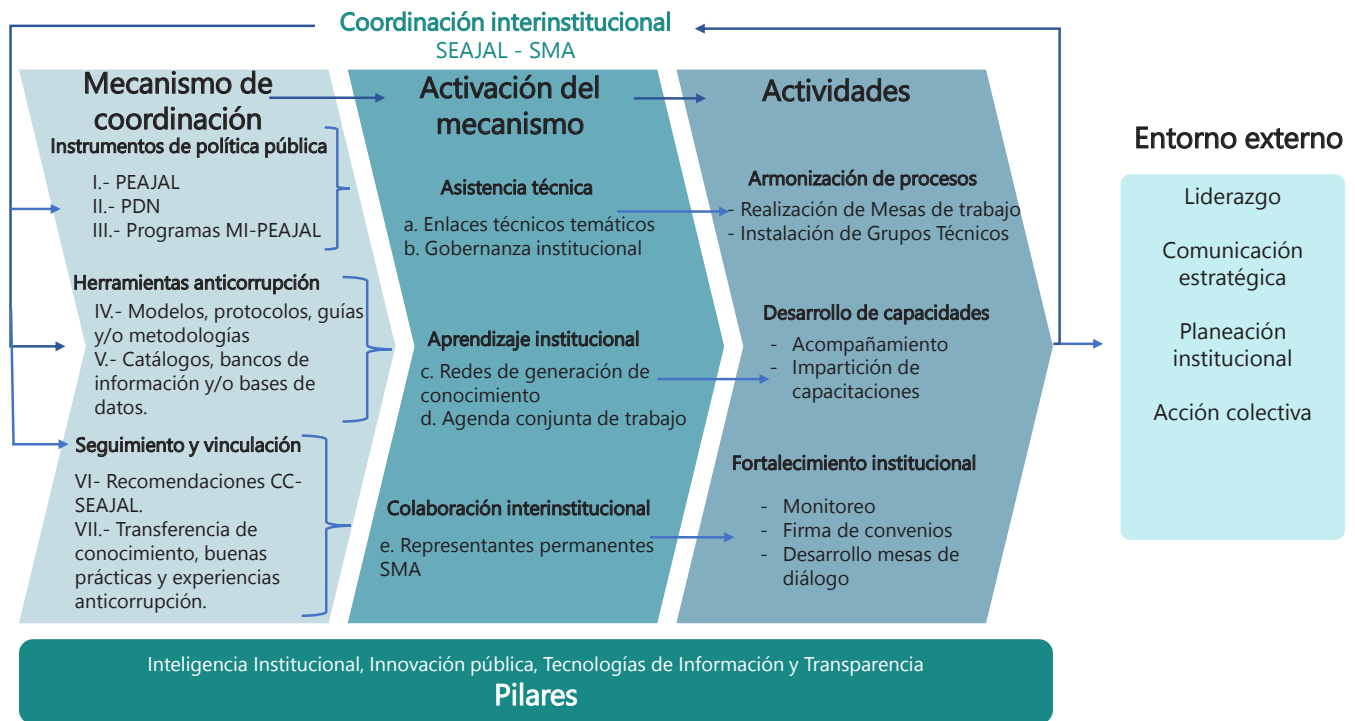 Coordinación interinstitucional
SEAJAL - SMA
Mecanismo de
coordinación
Instrumentos de política pública
I.- PEAJAL
II.- PDN
III.- Programas MI-PEAJAL
Herramientas anticorrupción
IV.- Modelos, protocolos, guías
y/o metodologías
V.- Catálogos, bancos de
información y/o bases de
datos.
Seguimiento y vinculación
VI- Recomendaciones CC-
SEAJAL.
VII.- Transferencia de
conocimiento, buenas
prácticas y experiencias
anticorrupción.
Activación del
mecanismo
Asistencia técnica
a. Enlaces técnicos temáticos
b. Gobernanza institucional
Aprendizaje institucional
c. Redes de generación de
conocimiento
d. Agenda conjunta de trabajo
Colaboración interinstitucional
e. Representantes permanentes
SMA
Actividades
Armonización de procesos
- Realización de Mesas de trabajo
- Instalación de Grupos Técnicos
Desarrollo de capacidades
- Acompañamiento
- Impartición de
capacitaciones
Fortalecimiento institucional
- Monitoreo
- Firma de convenios
- Desarrollo mesas de
diálogo
Entorno externo
Liderazgo
Comunicación
estratégica
Planeación
institucional
Acción colectiva
Inteligencia Institucional, Innovación pública, Tecnologías de Información y Transparencia
Pilares